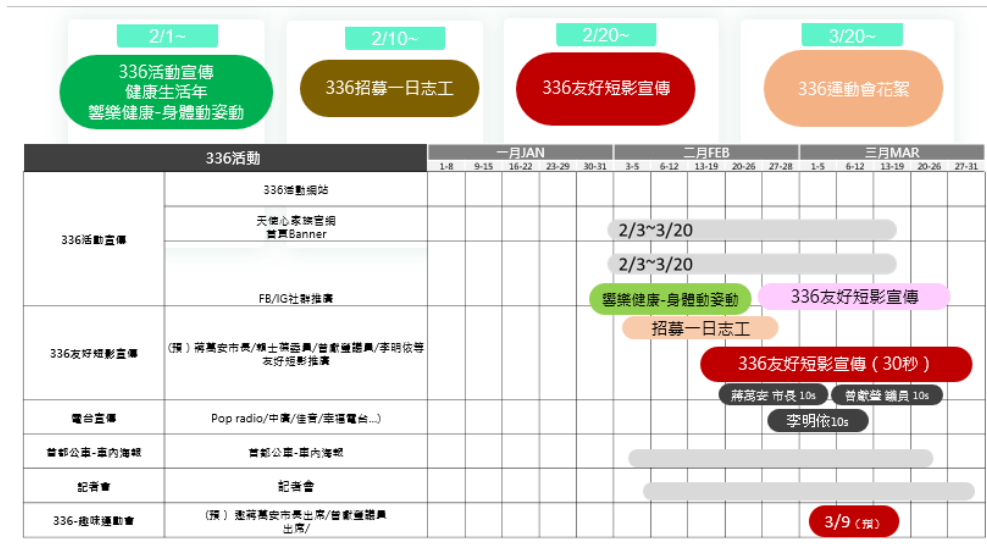 2/1~
2/10~
2/20~
3/20~
336活動宣傳
健康生活年
響樂健康-身體動姿動
336招募一日志工
336友好短影宣傳
336運動會花絮
336活動
一月JAN
二月FEB
三月MAR
1-8
9-15
16-22
23-29
30-31
3-5
6-12
13-19
20-26
27-28
1-5
6-12
13-19
20-26
27-31
336活動宣傳
336活動網站
天使心家族官網
首頁Banner
2/3~3/20
2/3~3/20
FB/IG社群推廣
響樂健康-身體動姿動
336友好短影宣傳
招募一日志工
336友好短影宣傳
(預）蔣萬安市長/賴士葆委員/曾獻瑩議員/李明依等
友好短影推廣
336友好短影宣傳（30秒）
蔣萬安 市長 10s
曾獻瑩 議員 10s
電台宣傳
Pop radio/中廣/佳音/幸福電台...)
李明依10s
首都公車-車內海報
首都公車-車內海報
記者會
記者會
336-趣味運動會
(預） 邀蔣萬安市長出席/曾獻瑩議員
出席/
3/9（預）